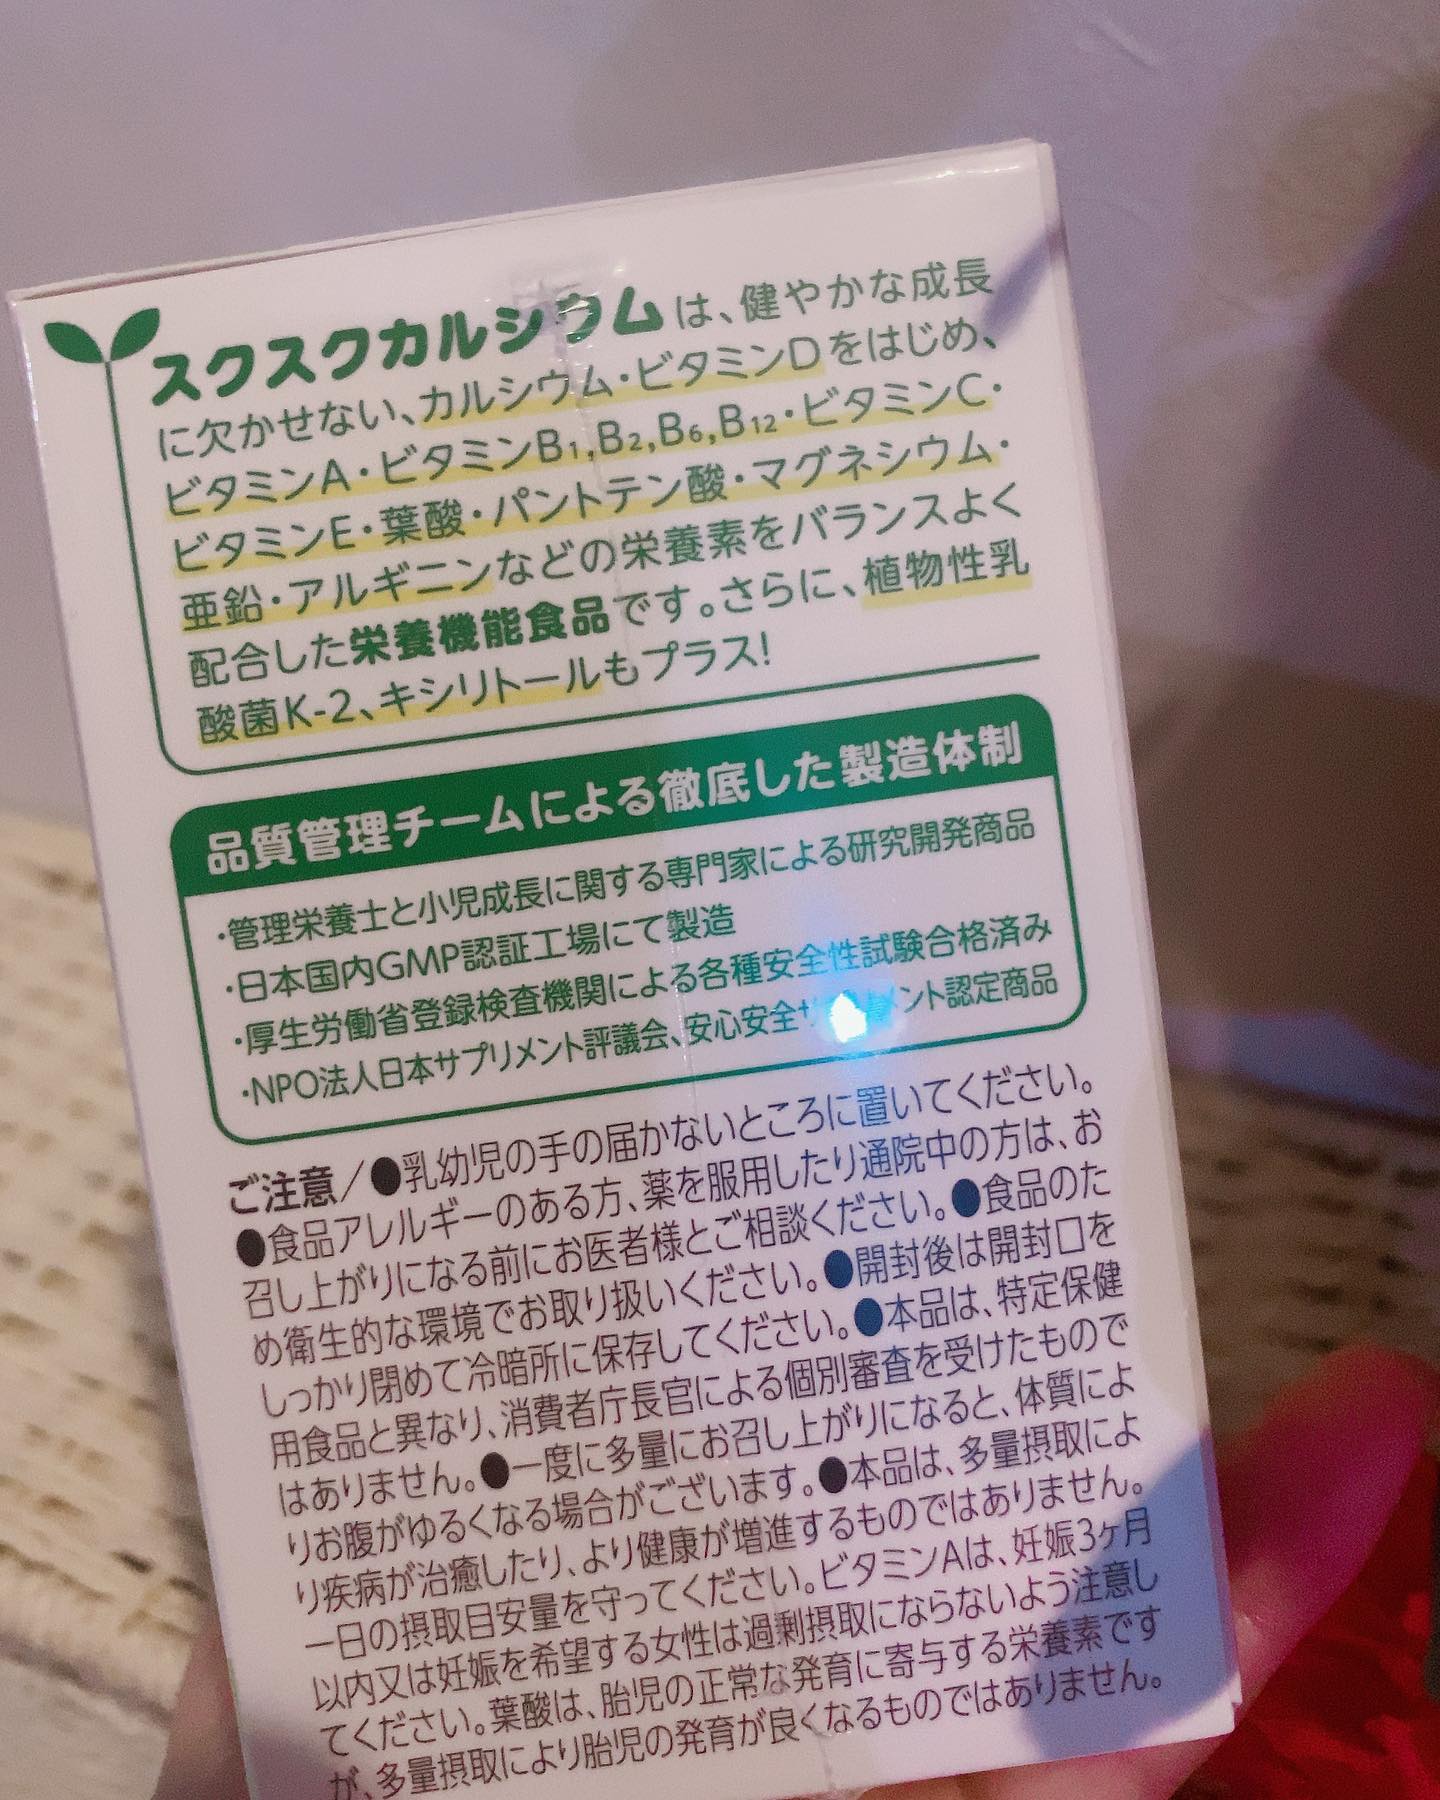 スクスクカルシウムは、健やかな成長
に欠かせない、カルシウム・ビタミンDをはじめ、
ビタミンA・ビタミンB1,B2,B6,B12・ビタミンC・
ビタミンE・葉酸・パントテン酸・マグネシウム・
亜鉛・アルギニンなどの栄養素をバランスよく
配合した栄養機能食品です。さらに、植物性乳
酸菌K-2、キシリトールもプラス!
品質管理チームによる徹底した製造体制
・管理栄養士と小児成長に関する専門家による研究開発商品
・日本国内GMP認証工場にて製造
・厚生労働省登録検査機関による各種安全性試験合格済み
・NPO法人日本サプリメント評議会、安心安全サプリメント認定商品
ご注意/●乳幼児の手の届かないところに置いてください。
●食品アレルギーのある方、薬を服用したり通院中の方は、お
召し上がりになる前にお医者様とご相談ください。●食品のた
め衛生的な環境でお取り扱いください。●開封後は開封口を
しっかり閉めて冷暗所に保存してください。●本品は、特定保健
用食品と異なり、消費者庁長官による個別審査を受けたもので
はありません。●一度に多量にお召し上がりになると、体質によ
りお腹がゆるくなる場合がございます。●本品は、多量摂取によ
り疾病が治癒したり、より健康が増進するものではありません。
一日の摂取目安量を守ってください。ビタミンAは、妊娠3ヶ月
以内又は妊娠を希望する女性は過剰摂取にならないよう注意し
てください。葉酸は、胎児の正常な発育に寄与する栄養素です
が、多量摂取により胎児の発育が良くなるものではありません。